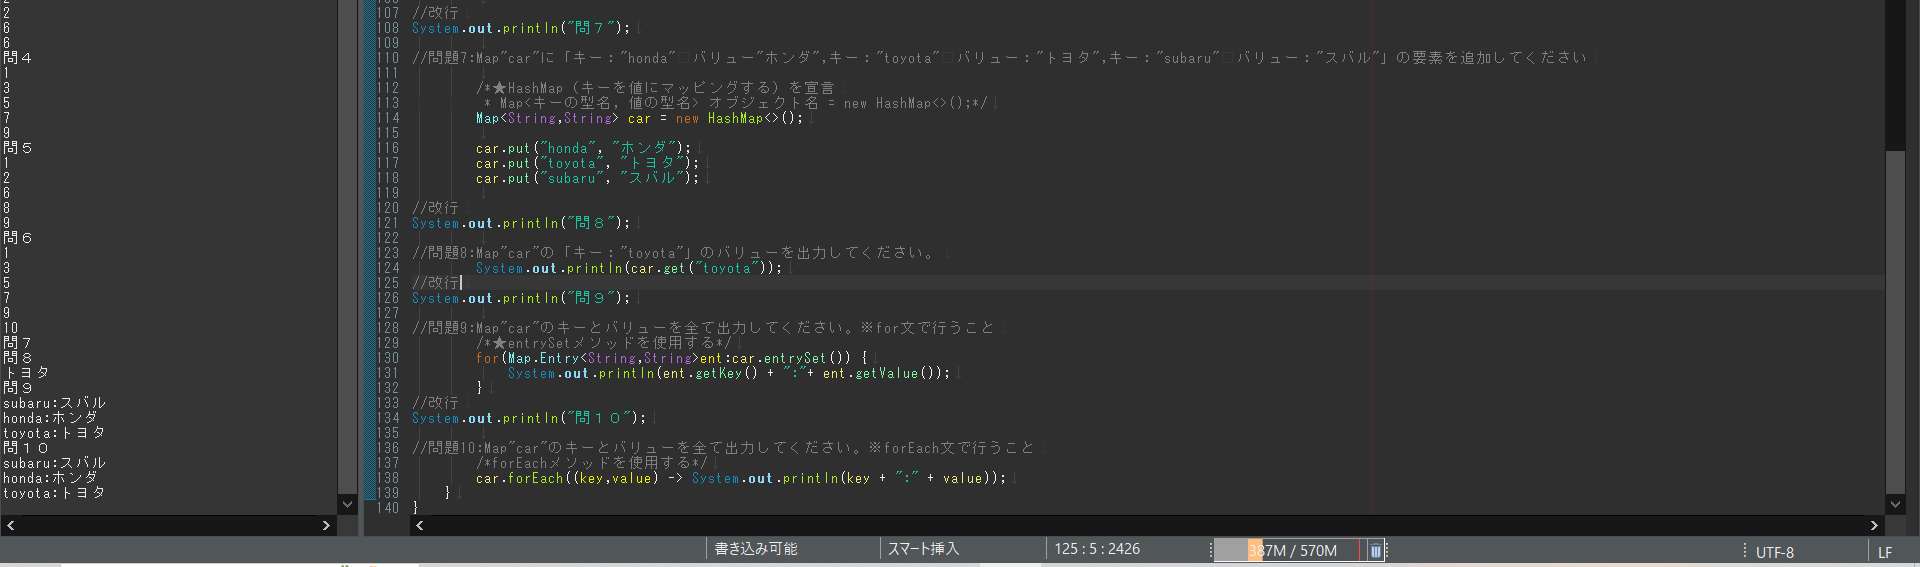 2
6
6
問４
1
3
5
7
9
問５
1
2
6
8
9
問６
1
3
5
7
9
10
問７
問８
トヨタ
問９
subaru:スバル
honda:ホンダ
toyota:トヨタ
問１０
subaru:スバル
honda:ホンダ
toyota:トヨタ
107 //改行
108 System.out.println("問７");
109
110 //問題7:Map"car"に「キー："honda"　バリュー"ホンダ",キー："toyota"　バリュー："トヨタ",キー："subaru"　バリュー："スバル"」の要素を追加してください
111
112 /*★HashMap（キーを値にマッピングする）を宣言
113 * Map<キーの型名, 値の型名> オブジェクト名 = new HashMap<>();*/
114 Map<String,String> car = new HashMap<>();
115
116 car.put("honda", "ホンダ");
117 car.put("toyota", "トヨタ");
118 car.put("subaru", "スバル");
119
120 //改行
121 System.out.println("問８");
122
123 //問題8:Map"car"の「キー："toyota"」のバリューを出力してください。
124 System.out.println(car.get("toyota"));
125 //改行
126 System.out.println("問９");
127
128 //問題9:Map"car"のキーとバリューを全て出力してください。※for文で行うこと
129 /*★entrySetメソッドを使用する*/
130 for(Map.Entry<String,String>ent:car.entrySet()) {
131 System.out.println(ent.getKey() + ":"+ ent.getValue());
132 }
133 //改行
134 System.out.println("問１０");
135
136 //問題10:Map"car"のキーとバリューを全て出力してください。※forEach文で行うこと
137 /*forEachメソッドを使用する*/
138 car.forEach((key,value) -> System.out.println(key + ":" + value));
139 }
140 }
書き込み可能 スマート挿入 125 : 5 : 2426 387M / 570M UTF-8 LF